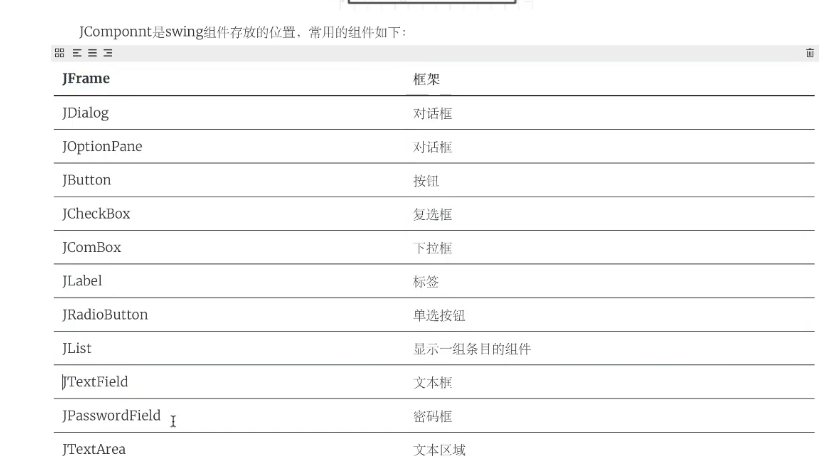 JComponnt是swing组件存放的位置，常用的组件如下：
JFrame 框架
JDialog 对话框
JOptionPane 对话框
JButton 按钮
JCheckBox 复选框
JComBox 下拉框
JLabel 标签
JRadioButton 单选按钮
JList 显示一组条目的组件
JTextField 文本框
JPasswordField 密码框
JTextArea 文本区域